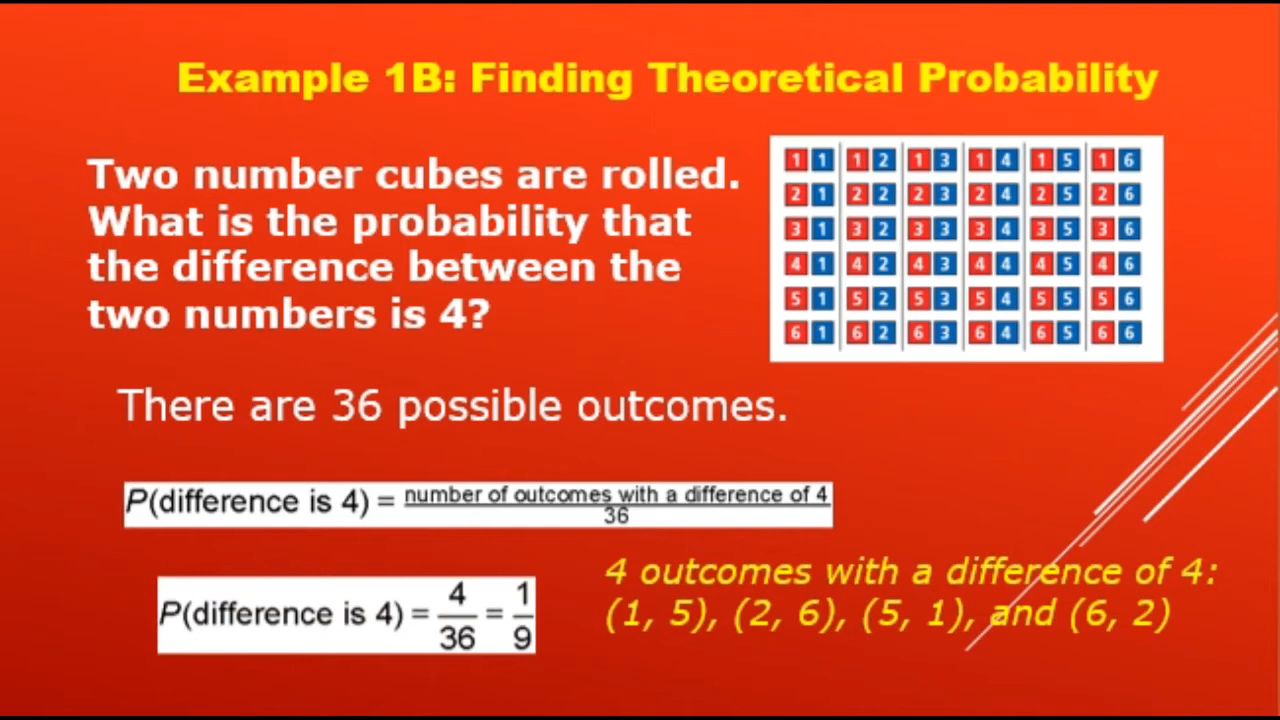 Example 1B: Finding Theoretical Probability
Two number cubes are rolled.
What is the probability that
the difference between the
two numbers is 4?
1 1 1 2 1 3 1 4 1 5 1 6
2 1 2 2 2 3 2 4 2 5 2 6
3 1 3 2 3 3 3 4 3 5 3 6
4 1 4 2 4 3 4 4 4 5 4 6
5 1 5 2 5 3 5 4 5 5 5 6
6 1 6 2 6 3 6 4 6 5 6 6
There are 36 possible outcomes.
P(difference is 4) = number of outcomes with a difference of 4
36
P(difference is 4) = 4/36 = 1/9
4 outcomes with a difference of 4:
(1, 5), (2, 6), (5, 1), and (6, 2)